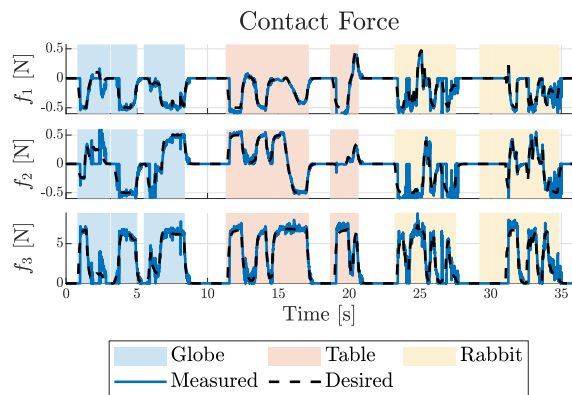 Contact Force
f₁ [N]
0.5
0
-0.5
f₂ [N]
0.5
0
-0.5
f₃ [N]
5
0
0 5 10 15 20 25 30 35
Time [s]
Globe Table Rabbit
Measured Desired